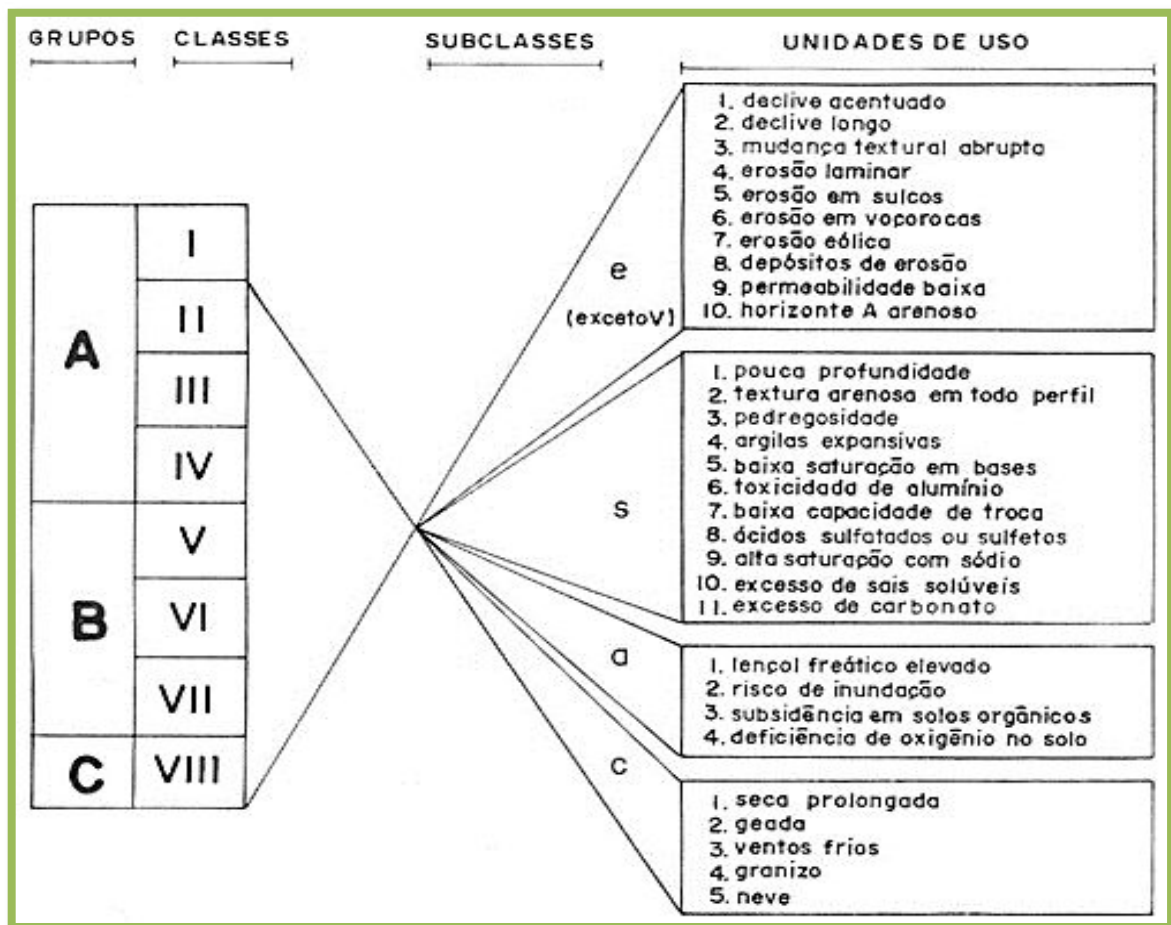 GRUPOS CLASSES SUBCLASSES UNIDADES DE USO
A
I
II
III
IV
B
V
VI
VII
C
VIII
e
(excetoV)
1. declive acentuado
2. declive longo
3. mudança textural abrupta
4. erosão laminar
5. erosão em sulcos
6. erosão em voporocas
7. erosão eólica
8. depósitos de erosão
9. permeabilidade baixa
10. horizonte A arenoso
s
1. pouca profundidade
2. textura arenosa em todo perfil
3. pedregosidade
4. argilas expansivas
5. baixa saturação em bases
6. toxicidada de alumínio
7. baixa capacidade de troca
8. ácidos sulfatados ou sulfetos
9. alta saturação com sódio
10. excesso de sais solúveis
11. excesso de carbonato
a
1. lençol freático elevado
2. risco de inundação
3. subsidência em solos orgânicos
4. deficiência de oxigênio no solo
c
1. seca prolongada
2. geada
3. ventos frios
4. granizo
5. neve